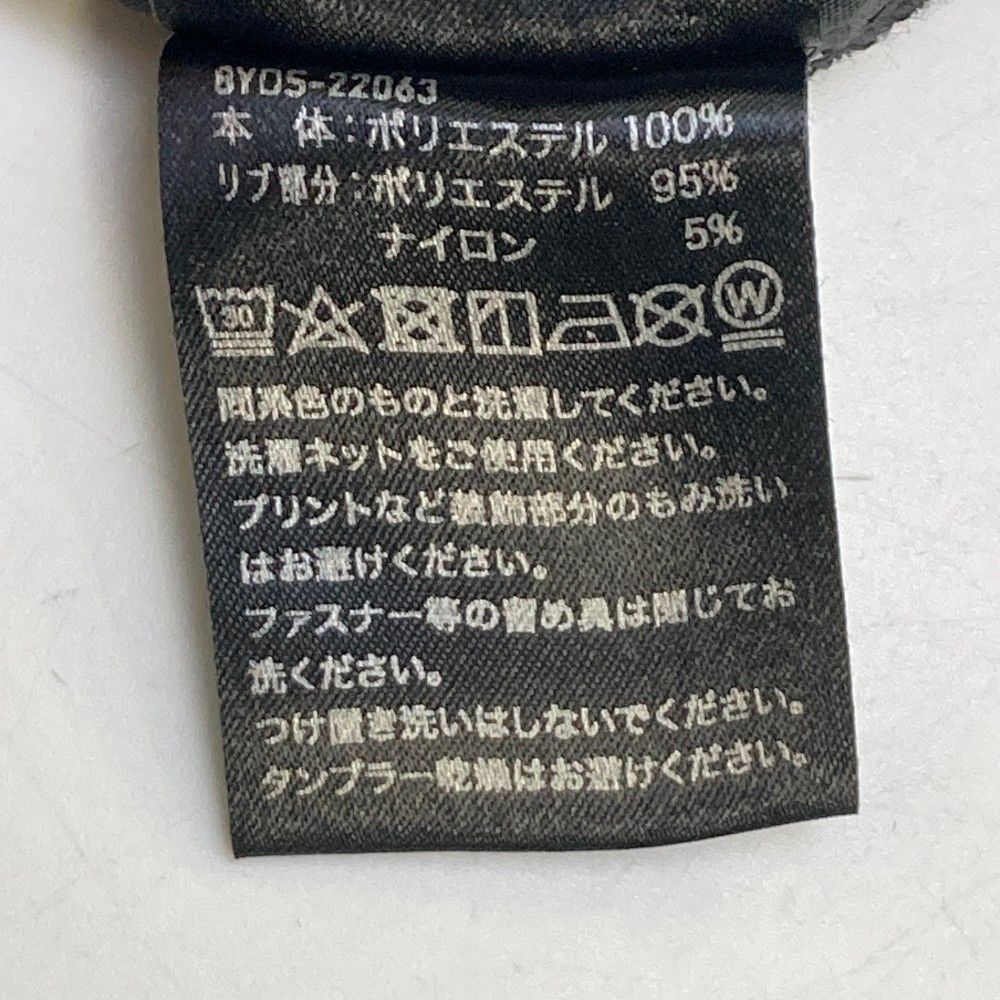 BYDS-22063
本 体:ポリエステル 100%
リブ部分:ポリエステル 95%
ナイロン 5%
30 W
同系色のものと洗濯してください。
洗濯ネットをご使用ください。
プリントなど装飾部分のもみ洗い
はお避けください。
ファスナー等の留め具は閉じてお
洗ください。
つけ置き洗いはしないでください。
タンブラー乾燥はお避けください。